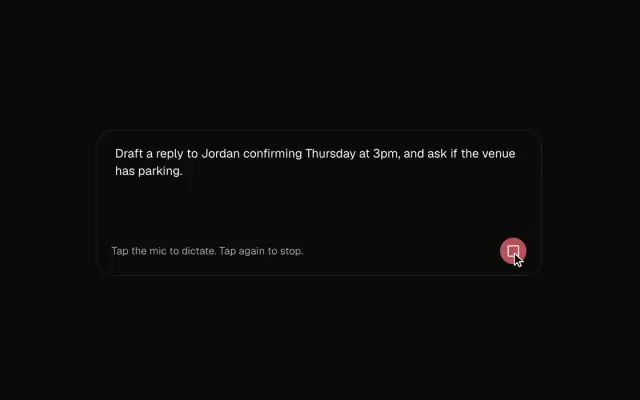 Draft a reply to Jordan confirming Thursday at 3pm, and ask if the venue
has parking.
Tap the mic to dictate. Tap again to stop.